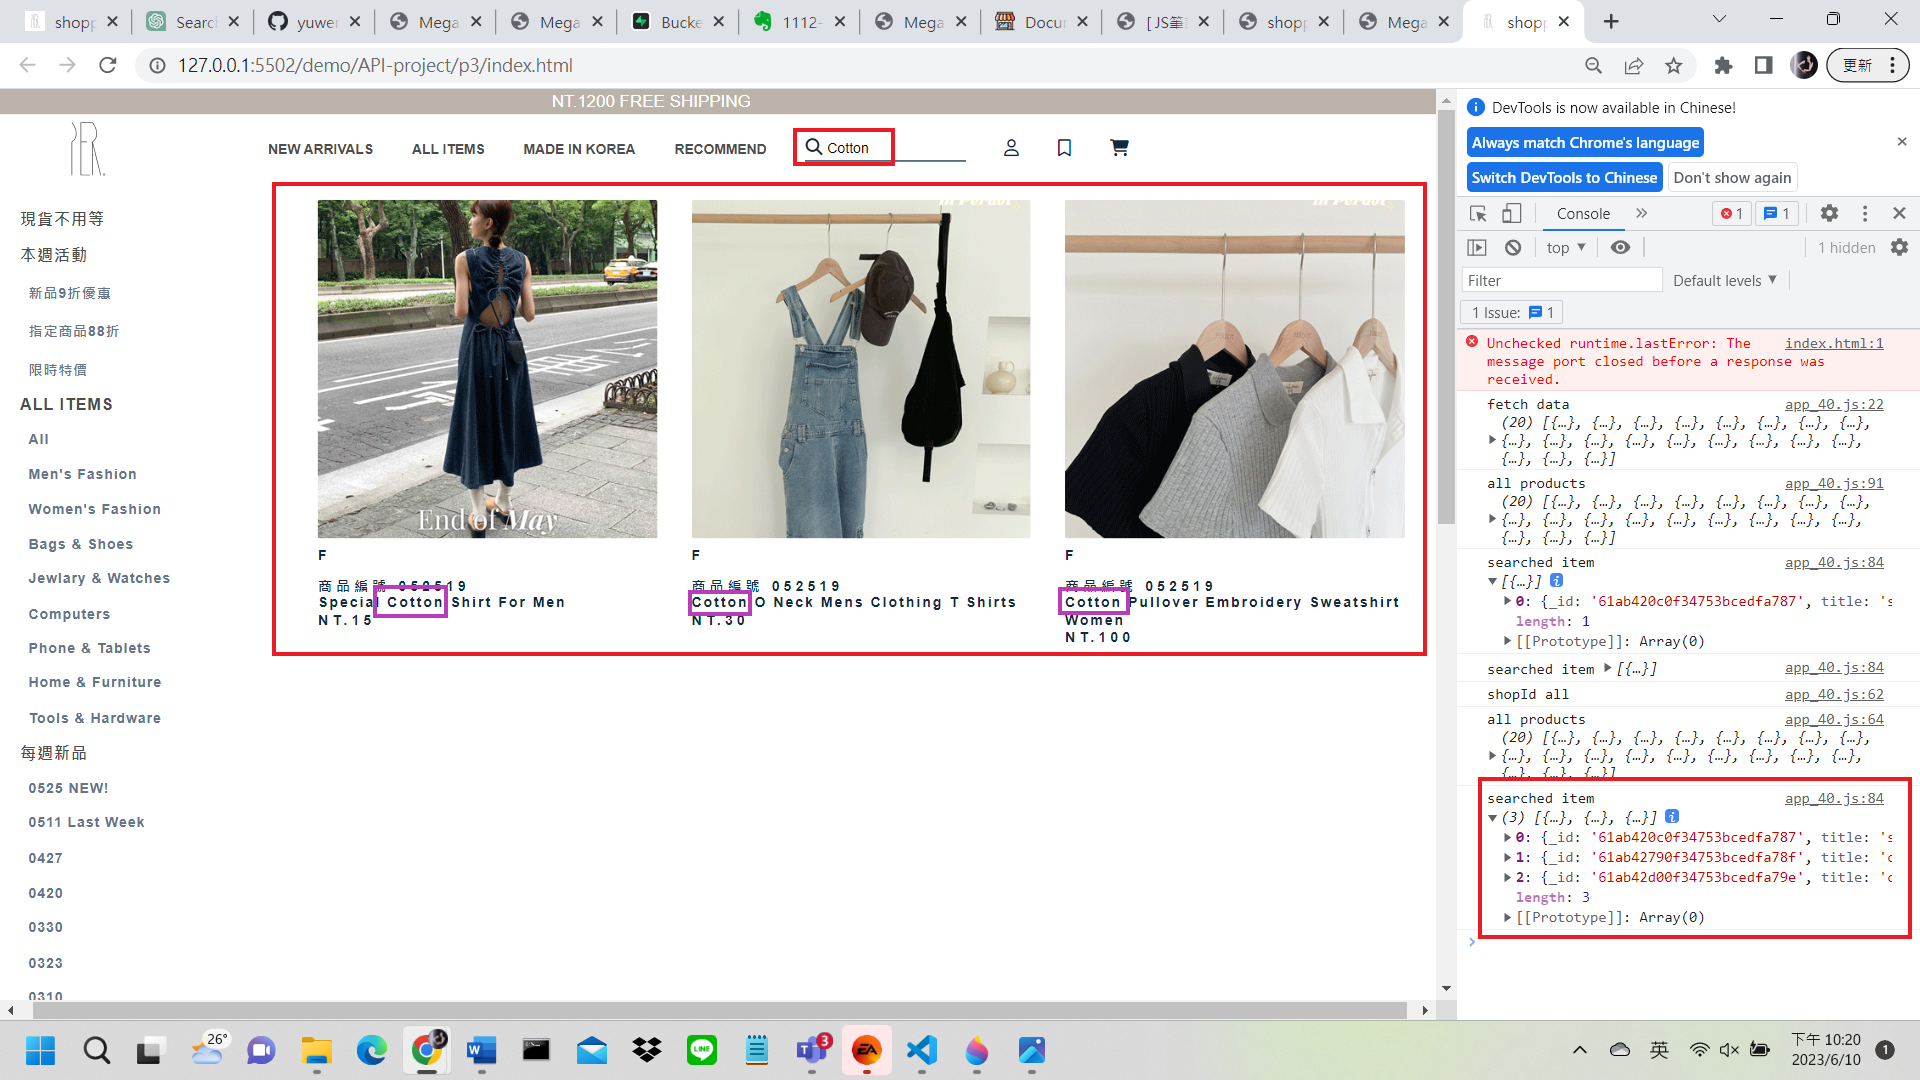 shopp
Searc
yuwer
Mega
Mega
Bucke
1112-
Mega
Docur
[ JS筆
shopp
Mega
shopp
127.0.0.1:5502/demo/API-project/p3/index.html
更新
NT.1200 FREE SHIPPING
NEW ARRIVALS
ALL ITEMS
MADE IN KOREA
RECOMMEND
Cotton
現貨不用等
本週活動
新品9折優惠
指定商品88折
限時特價
ALL ITEMS
All
Men's Fashion
Women's Fashion
Bags & Shoes
Jewlary & Watches
Computers
Phone & Tablets
Home & Furniture
Tools & Hardware
每週新品
0525 NEW!
0511 Last Week
0427
0420
0330
0323
0310
End of May
F
商品編號 052519
Special Cotton Shirt For Men
NT.15
F
商品編號 052519
Cotton O Neck Mens Clothing T Shirts
NT.30
F
商品編號 052519
Cotton Pullover Embroidery Sweatshirt
Women
NT.100
DevTools is now available in Chinese!
Always match Chrome's language
Switch DevTools to Chinese
Don't show again
Console
1
1
top
1 hidden
Filter
Default levels
1 Issue: 1
Unchecked runtime.lastError: The index.html:1
message port closed before a response was
received.
fetch data app_40.js:22
(20) [{…}, {…}, {…}, {…}, {…}, {…}, {…}, {…},
{…}, {…}, {…}, {…}, {…}, {…}, {…}, {…}, {…},
{…}, {…}, {…}]
all products app_40.js:91
(20) [{…}, {…}, {…}, {…}, {…}, {…}, {…}, {…},
{…}, {…}, {…}, {…}, {…}, {…}, {…}, {…}, {…},
{…}, {…}, {…}]
searched item app_40.js:84
[{…}]
0: {_id: '61ab420c0f34753bcedfa787', title: 's
length: 1
[[Prototype]]: Array(0)
searched item [{…}] app_40.js:84
shopId all app_40.js:62
all products app_40.js:64
(20) [{…}, {…}, {…}, {…}, {…}, {…}, {…}, {…},
{…}, {…}, {…}, {…}, {…}, {…}, {…}, {…}, {…},
{…}, {…}, {…}]
searched item app_40.js:84
(3) [{…}, {…}, {…}]
0: {_id: '61ab420c0f34753bcedfa787', title: 's
1: {_id: '61ab42790f34753bcedfa78f', title: 'c
2: {_id: '61ab42d00f34753bcedfa79e', title: 'c
length: 3
[[Prototype]]: Array(0)
26°
3
英
下午 10:20
2023/6/10
1